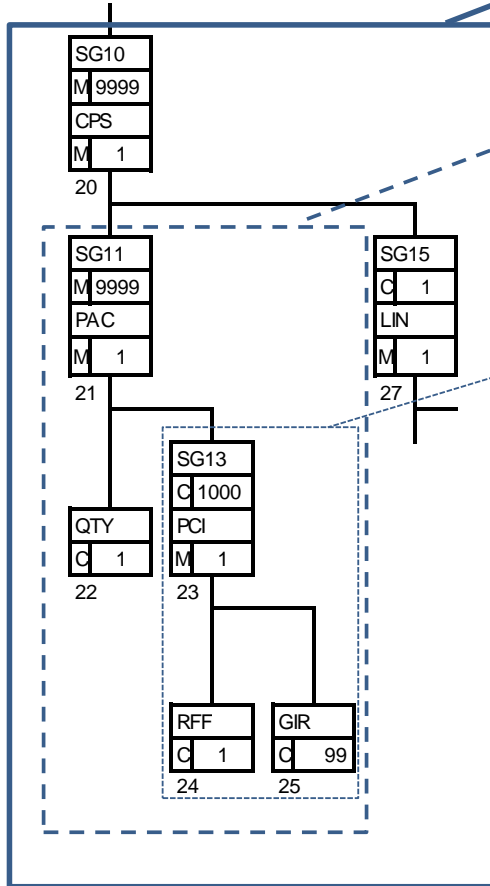 SG10
M 9999
CPS
M 1
20
SG11
M 9999
PAC
M 1
21
SG15
C 1
LIN
M 1
27
SG13
C 1000
PCI
M 1
23
QTY
C 1
22
RFF
C 1
24
GIR
C 99
25